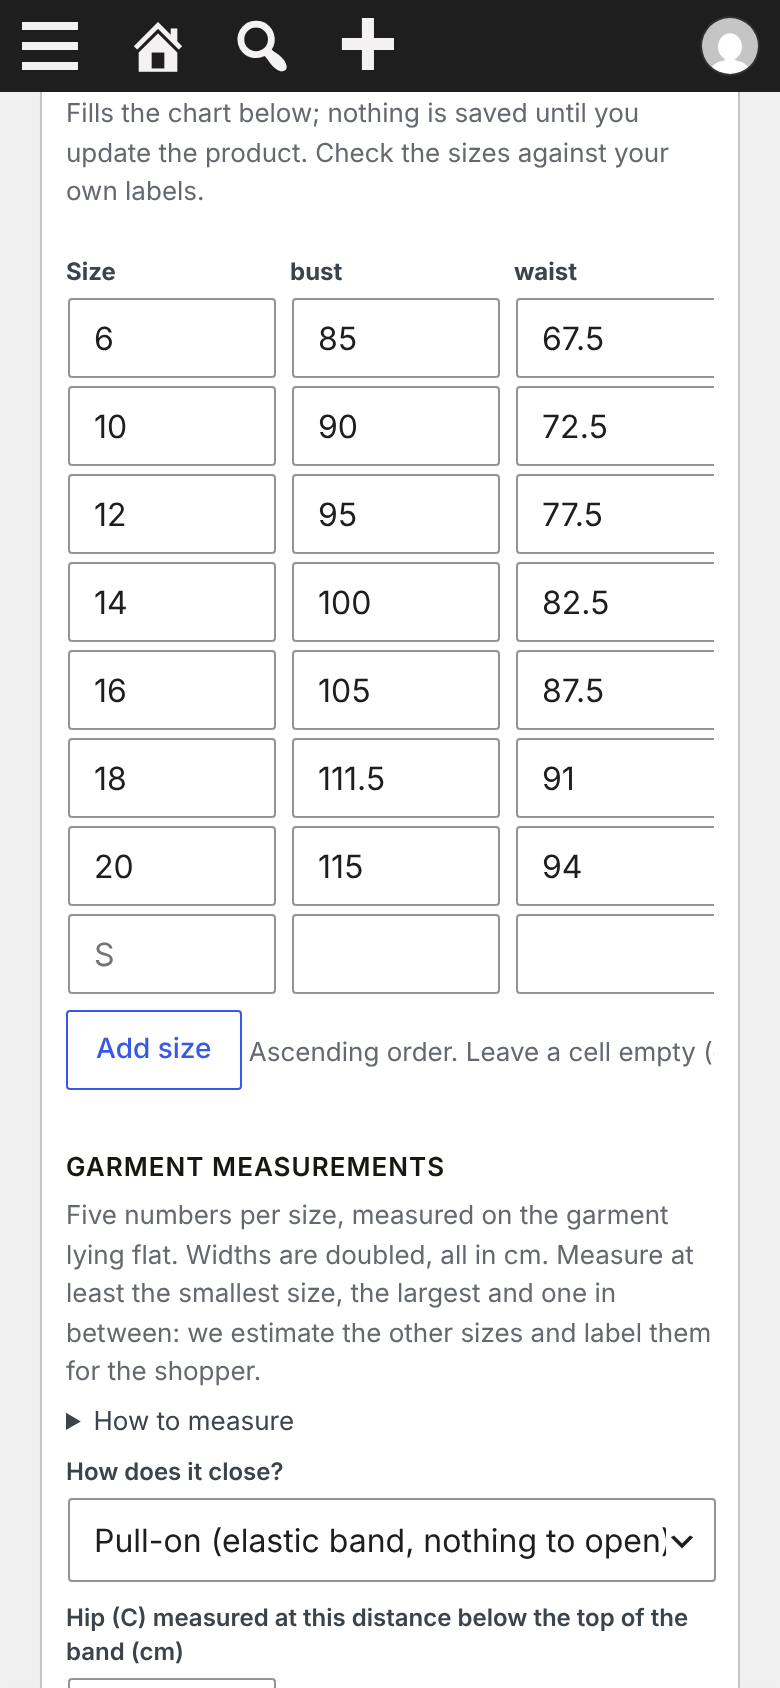 Fills the chart below; nothing is saved until you
update the product. Check the sizes against your
own labels.
Size bust waist
6 85 67.5
10 90 72.5
12 95 77.5
14 100 82.5
16 105 87.5
18 111.5 91
20 115 94
S
Add size Ascending order. Leave a cell empty (
GARMENT MEASUREMENTS
Five numbers per size, measured on the garment
lying flat. Widths are doubled, all in cm. Measure at
least the smallest size, the largest and one in
between: we estimate the other sizes and label them
for the shopper.
How to measure
How does it close?
Pull-on (elastic band, nothing to open)
Hip (C) measured at this distance below the top of the
band (cm)